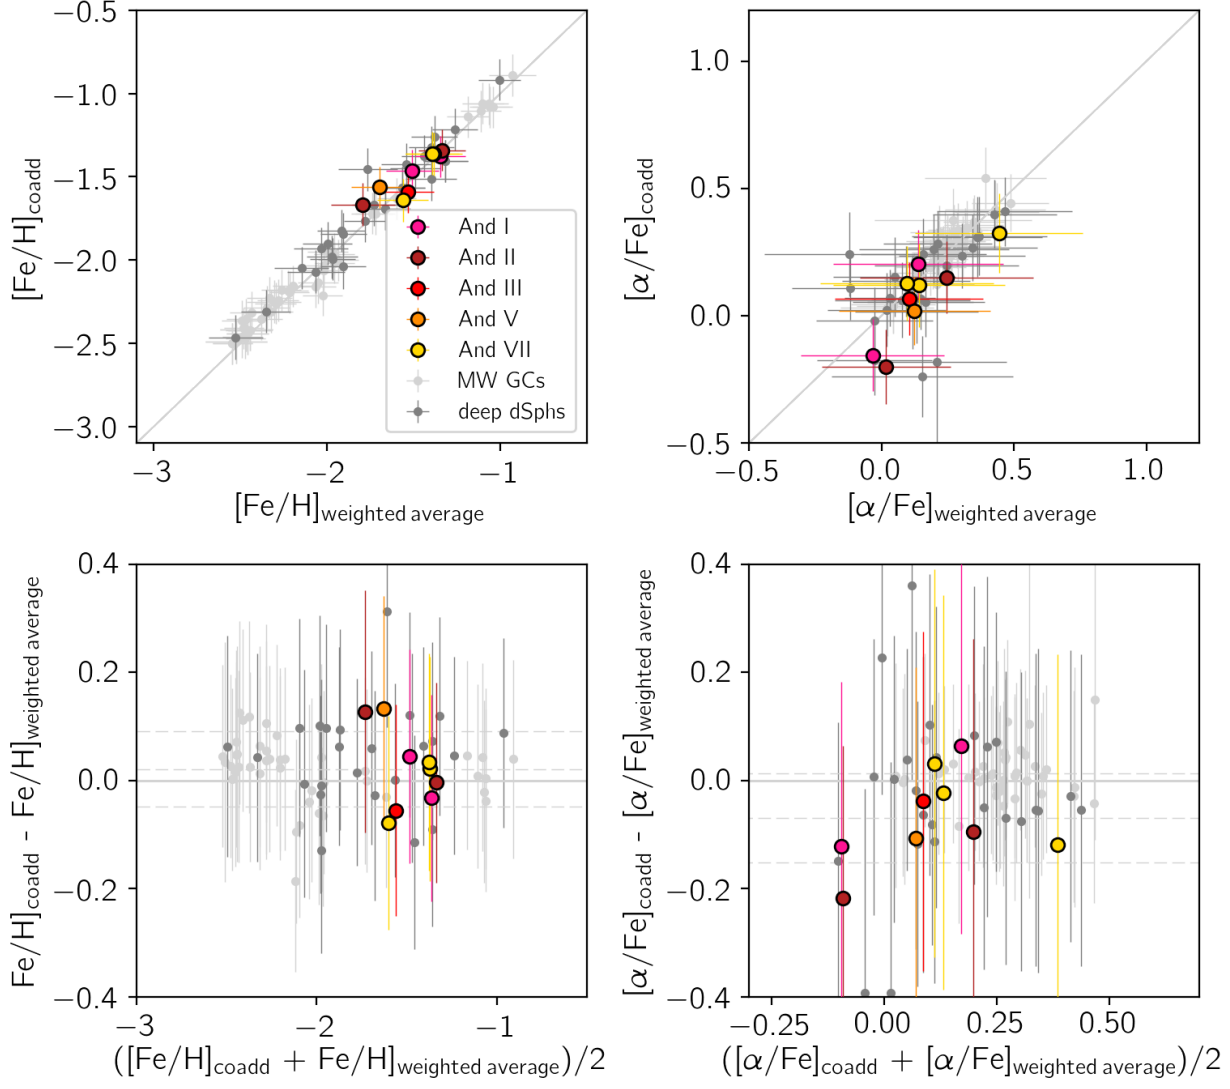 −0.5
−1.0
−1.5
−2.0
−2.5
−3.0
[Fe/H]coadd
−3
−2
−1
[Fe/H]weighted average
And I
And II
And III
And V
And VII
MW GCs
deep dSphs
1.0
0.5
0.0
−0.5
[α/Fe]coadd
−0.5
0.0
0.5
1.0
[α/Fe]weighted average
0.4
0.2
0.0
−0.2
−0.4
Fe/H]coadd - Fe/H]weighted average
−3
−2
−1
([Fe/H]coadd + Fe/H]weighted average)/2
0.4
0.2
0.0
−0.2
−0.4
[α/Fe]coadd - [α/Fe]weighted average
−0.25
0.00
0.25
0.50
([α/Fe]coadd + [α/Fe]weighted average)/2